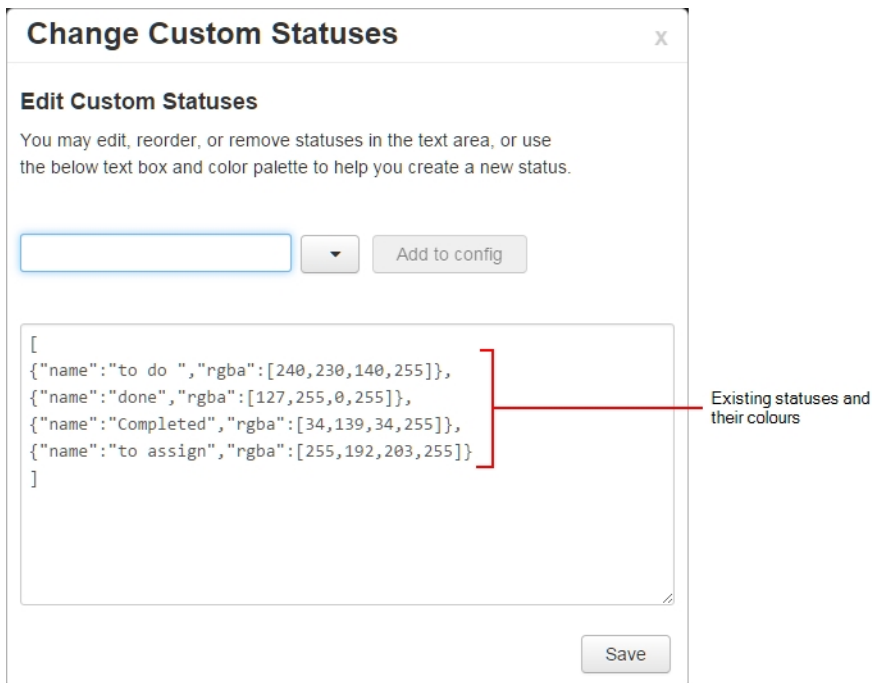 Change Custom Statuses
x
Edit Custom Statuses
You may edit, reorder, or remove statuses in the text area, or use
the below text box and color palette to help you create a new status.
Add to config
[
{"name":"to do ","rgba":[240,230,140,255]},
{"name":"done","rgba":[127,255,0,255]},
{"name":"Completed","rgba":[34,139,34,255]},
{"name":"to assign","rgba":[255,192,203,255]}
]
Existing statuses and
their colours
Save